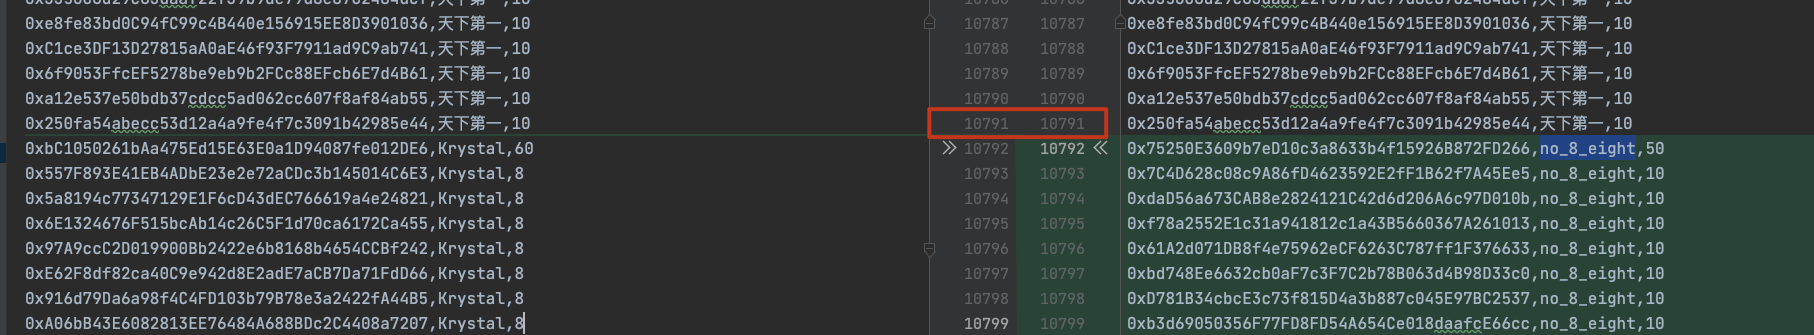 0xe8fe83bd0C94fC99c4B440e156915EE8D3901036,天下第一,10
0xC1ce3DF13D27815aA0aE46f93F7911ad9C9ab741,天下第一,10
0x6f9053FfcEF5278be9eb9b2FCc88EFcb6E7d4B61,天下第一,10
0xa12e537e50bdb37cdcc5ad062cc607f8af84ab55,天下第一,10
0x250fa54abecc53d12a4a9fe4f7c3091b42985e44,天下第一,10
0xbC1050261bAa475Ed15E63E0a1D94087fe012DE6,Krystal,60
0x557F893E41EB4ADbE23e2e72aCDc3b145014C6E3,Krystal,8
0x5a8194c77347129E1F6cD43dEC766619a4e24821,Krystal,8
0x6E1324676F515bcAb14c26C5F1d70ca6172Ca455,Krystal,8
0x97A9ccC2D019900Bb2422e6b8168b4654CCBf242,Krystal,8
0xE62F8df82ca40C9e942d8E2adE7aCB7Da71FdD66,Krystal,8
0x916d79Da6a98f4C4FD103b79B78e3a2422fA44B5,Krystal,8
0xA06bB43E6082813EE76484A688BDc2C4408a7207,Krystal,8
10787 10787
10788 10788
10789 10789
10790 10790
10791 10791
10792 10792
10793 10793
10794 10794
10795 10795
10796 10796
10797 10797
10798 10798
10799 10799
0xe8fe83bd0C94fC99c4B440e156915EE8D3901036,天下第一,10
0xC1ce3DF13D27815aA0aE46f93F7911ad9C9ab741,天下第一,10
0x6f9053FfcEF5278be9eb9b2FCc88EFcb6E7d4B61,天下第一,10
0xa12e537e50bdb37cdcc5ad062cc607f8af84ab55,天下第一,10
0x250fa54abecc53d12a4a9fe4f7c3091b42985e44,天下第一,10
0x75250E3609b7eD10c3a8633b4f15926B872FD266,no_8_eight,50
0x7C4D628c08c9A86fD4623592E2fF1B62f7A45Ee5,no_8_eight,10
0xdaD56a673CAB8e2824121C42d6d206A6c97D010b,no_8_eight,10
0xf78a2552E1c31a941812c1a43B5660367A261013,no_8_eight,10
0x61A2d071DB8f4e75962eCF6263C787ff1F376633,no_8_eight,10
0xbd748Ee6632cb0aF7c3F7C2b78B063d4B98D33c0,no_8_eight,10
0xD781B34cbcE3c73f815D4a3b887c045E97BC2537,no_8_eight,10
0xb3d69050356F77FD8FD54A654Ce018daafcE66cc,no_8_eight,10